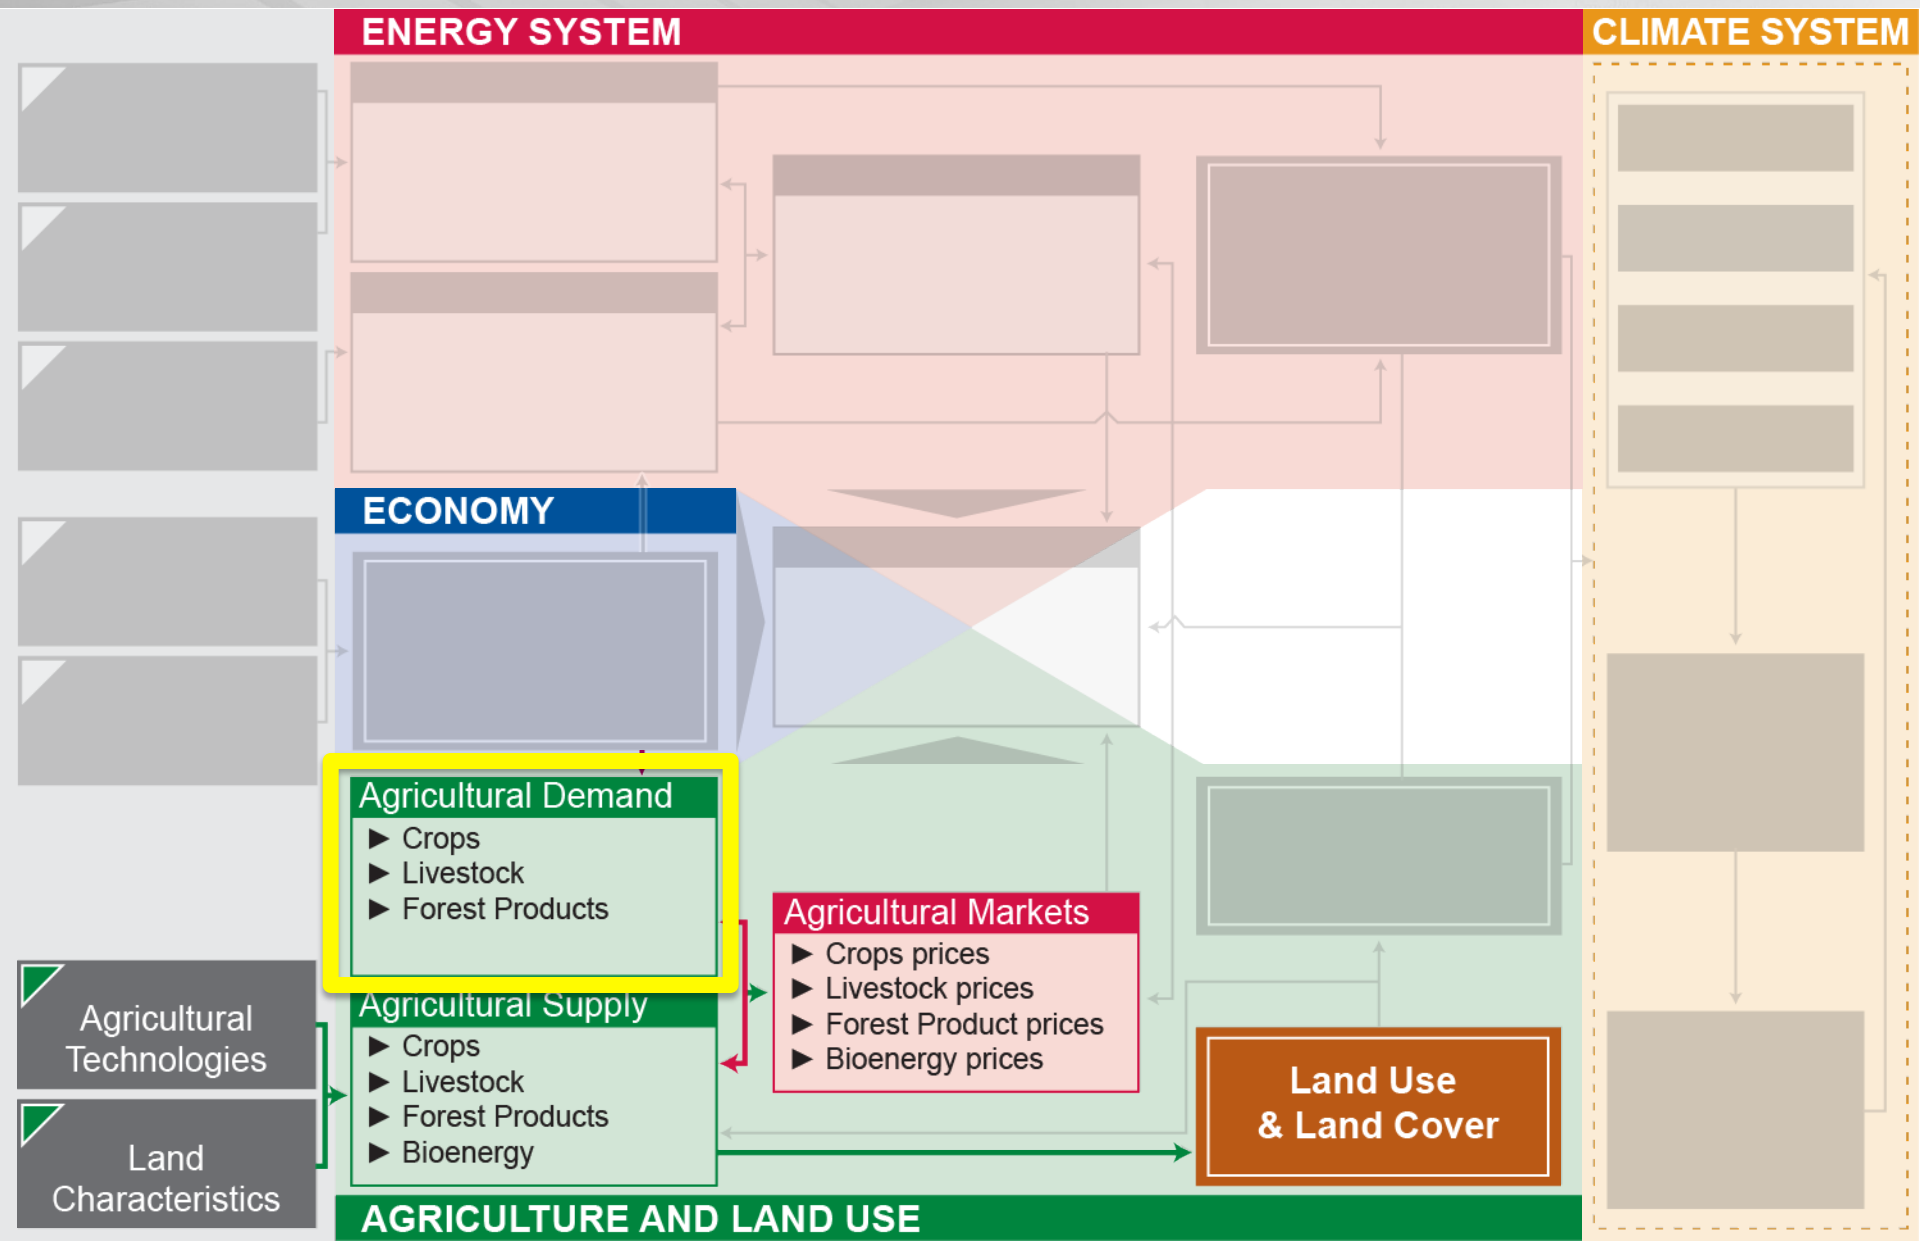 ENERGY SYSTEM
CLIMATE SYSTEM
ECONOMY
Agricultural Demand
► Crops
► Livestock
► Forest Products
Agricultural Supply
► Crops
► Livestock
► Forest Products
► Bioenergy
Agricultural Markets
► Crops prices
► Livestock prices
► Forest Product prices
► Bioenergy prices
Agricultural
Technologies
Land
Characteristics
Land Use
& Land Cover
AGRICULTURE AND LAND USE